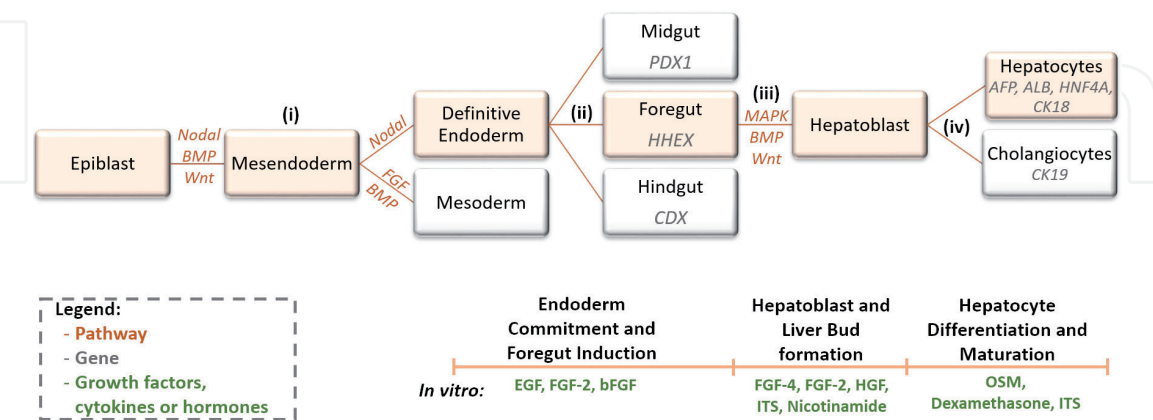 Epiblast
Nodal
BMP
Wnt
(i)
Mesendoderm
Nodal
FGF
BMP
Definitive
Endoderm
Mesoderm
(ii)
Midgut
PDX1
Foregut
HHEX
Hindgut
CDX
(iii)
MAPK
BMP
Wnt
Hepatoblast
(iv)
Hepatocytes
AFP, ALB, HNF4A,
CK18
Cholangiocytes
CK19
Legend:
- Pathway
- Gene
- Growth factors,
cytokines or hormones
Endoderm
Commitment and
Foregut Induction
Hepatoblast and
Liver Bud
formation
Hepatocyte
Differentiation and
Maturation
In vitro:
EGF, FGF-2, bFGF
FGF-4, FGF-2, HGF,
ITS, Nicotinamide
OSM,
Dexamethasone, ITS